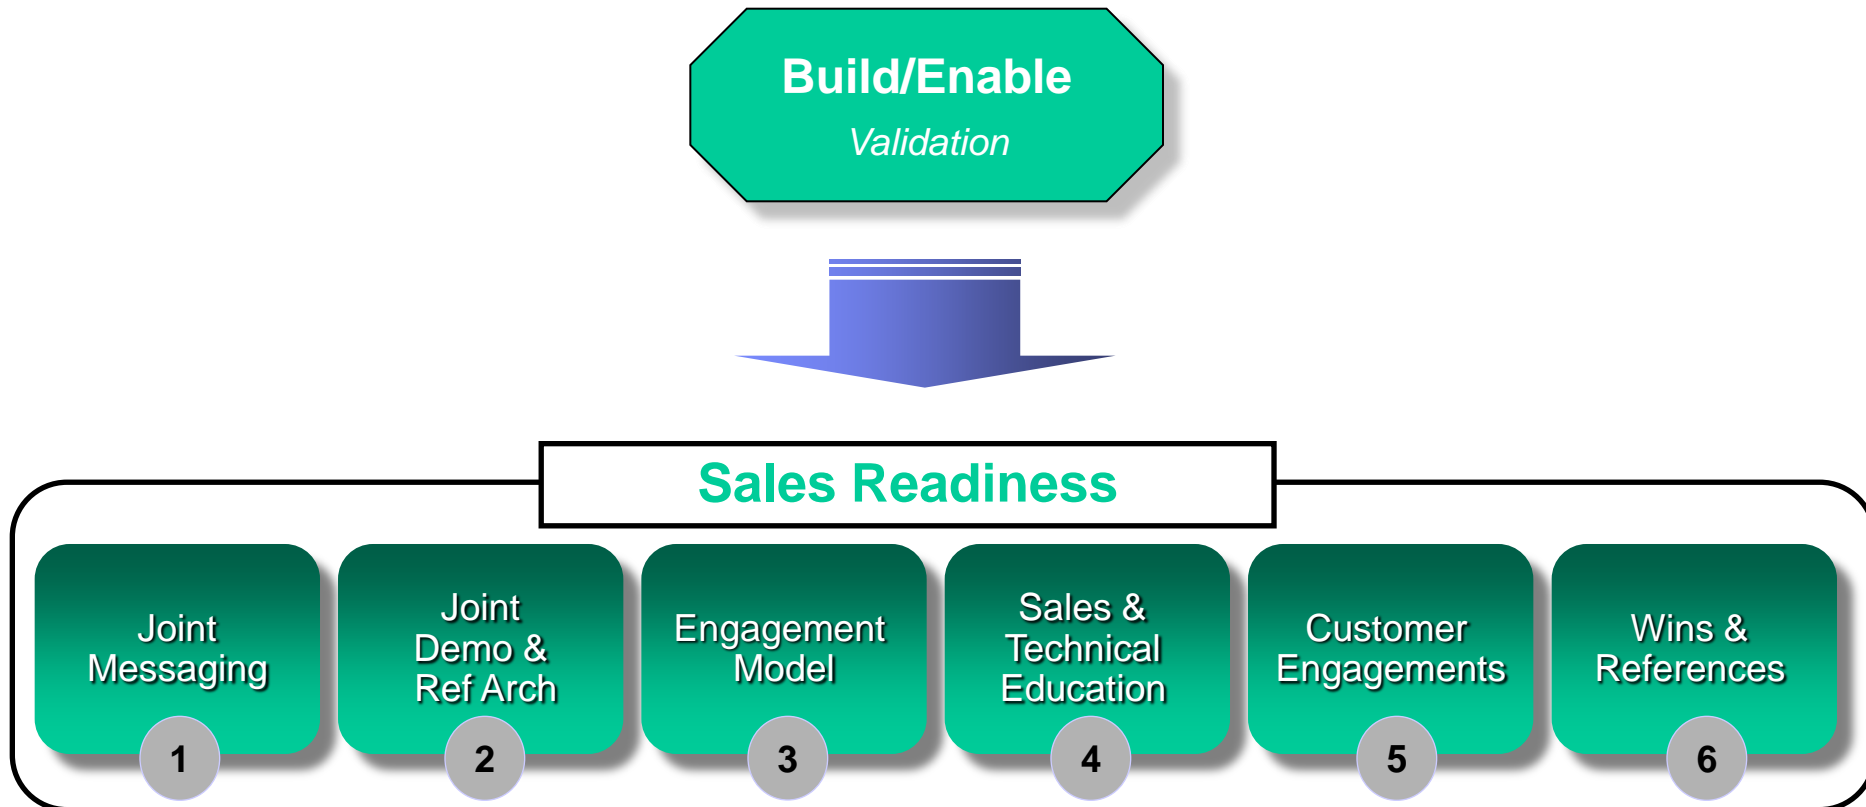 Build/Enable
Validation
Sales Readiness
Joint
Messaging
1
Joint
Demo &
Ref Arch
2
Engagement
Model
3
Sales &
Technical
Education
4
Customer
Engagements
5
Wins &
References
6